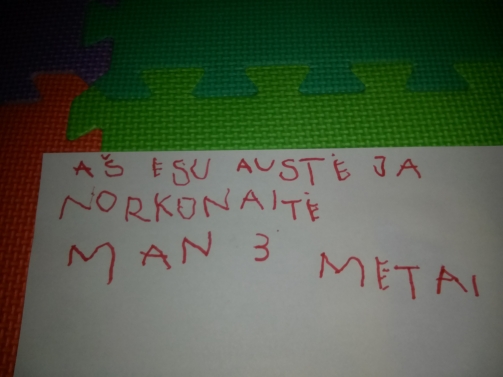 AŠ ESU AUSTĖJA
NORKONAITĖ
MAN 3 METAI